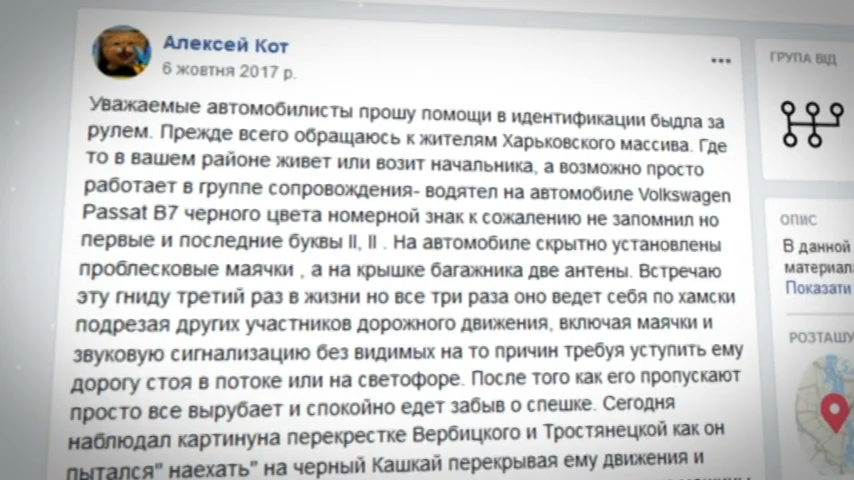 Алексей Кот
6 жовтня 2017 р.
Уважаемые автомобилисты прошу помощи в идентификации быдла за
рулем. Прежде всего обращаюсь к жителям Харьковского массива. Где
то в вашем районе живет или возит начальника, а возможно просто
работает в группе сопровождения- водятел на автомобиле Volkswagen
Passat B7 черного цвета номерной знак к сожалению не запомнил но
первые и последние буквы II, II . На автомобиле скрытно установлены
проблесковые маячки , а на крышке багажника две антены. Встречаю
эту гниду третий раз в жизни но все три раза оно ведет себя по хамски
подрезая других участников дорожного движения, включая маячки и
звуковую сигнализацию без видимых на то причин требуя уступить ему
дорогу стоя в потоке или на светофоре. После того как его пропускают
просто все вырубает и спокойно едет забыв о спешке. Сегодня
наблюдал картинуна перекрестке Вербицкого и Тростянецкой как он
пытался" наехать" на черный Кашкай перекрывая ему движения и
ГРУПА ВІД
ОПИС
В данной
материал
Показати
РОЗТАШУ